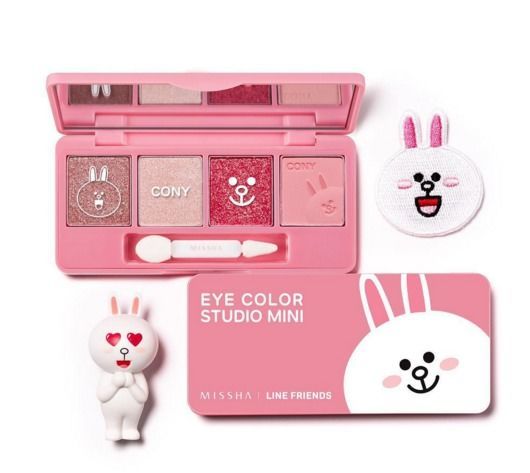 CONY
CONY
MISSHA
EYE COLOR
STUDIO MINI
MISSHA | LINE FRIENDS